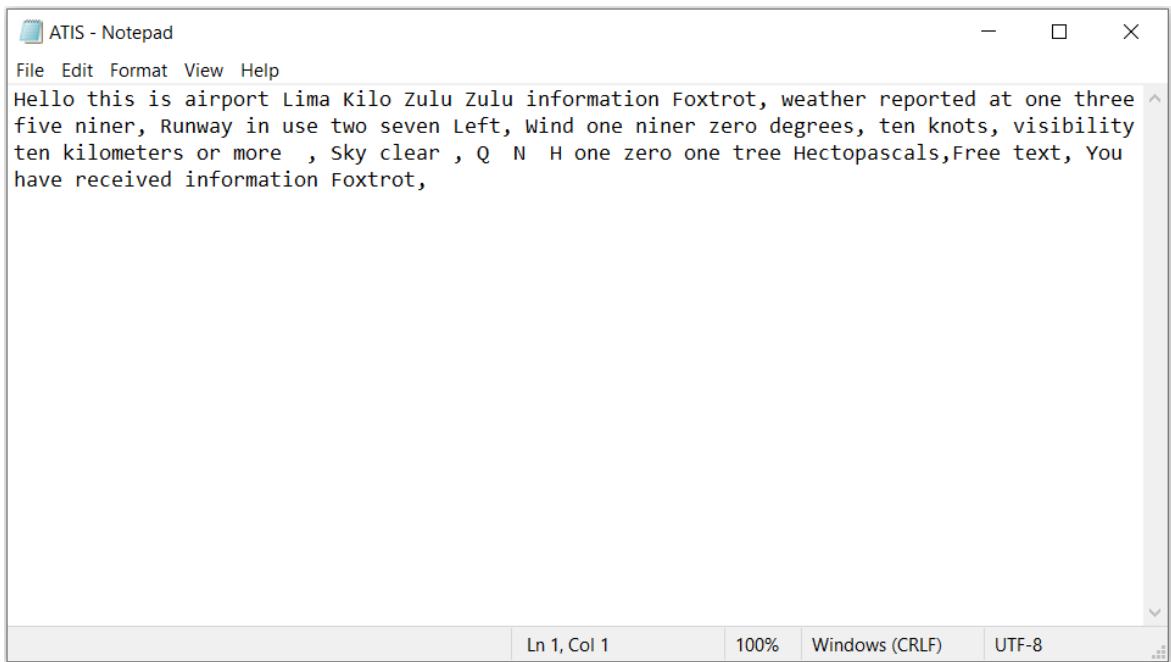 ATIS - Notepad
File Edit Format View Help
Hello this is airport Lima Kilo Zulu Zulu information Foxtrot, weather reported at one three
five niner, Runway in use two seven Left, Wind one niner zero degrees, ten knots, visibility
ten kilometers or more  , Sky clear , Q  N  H one zero one tree Hectopascals,Free text, You
have received information Foxtrot,
Ln 1, Col 1 100% Windows (CRLF) UTF-8